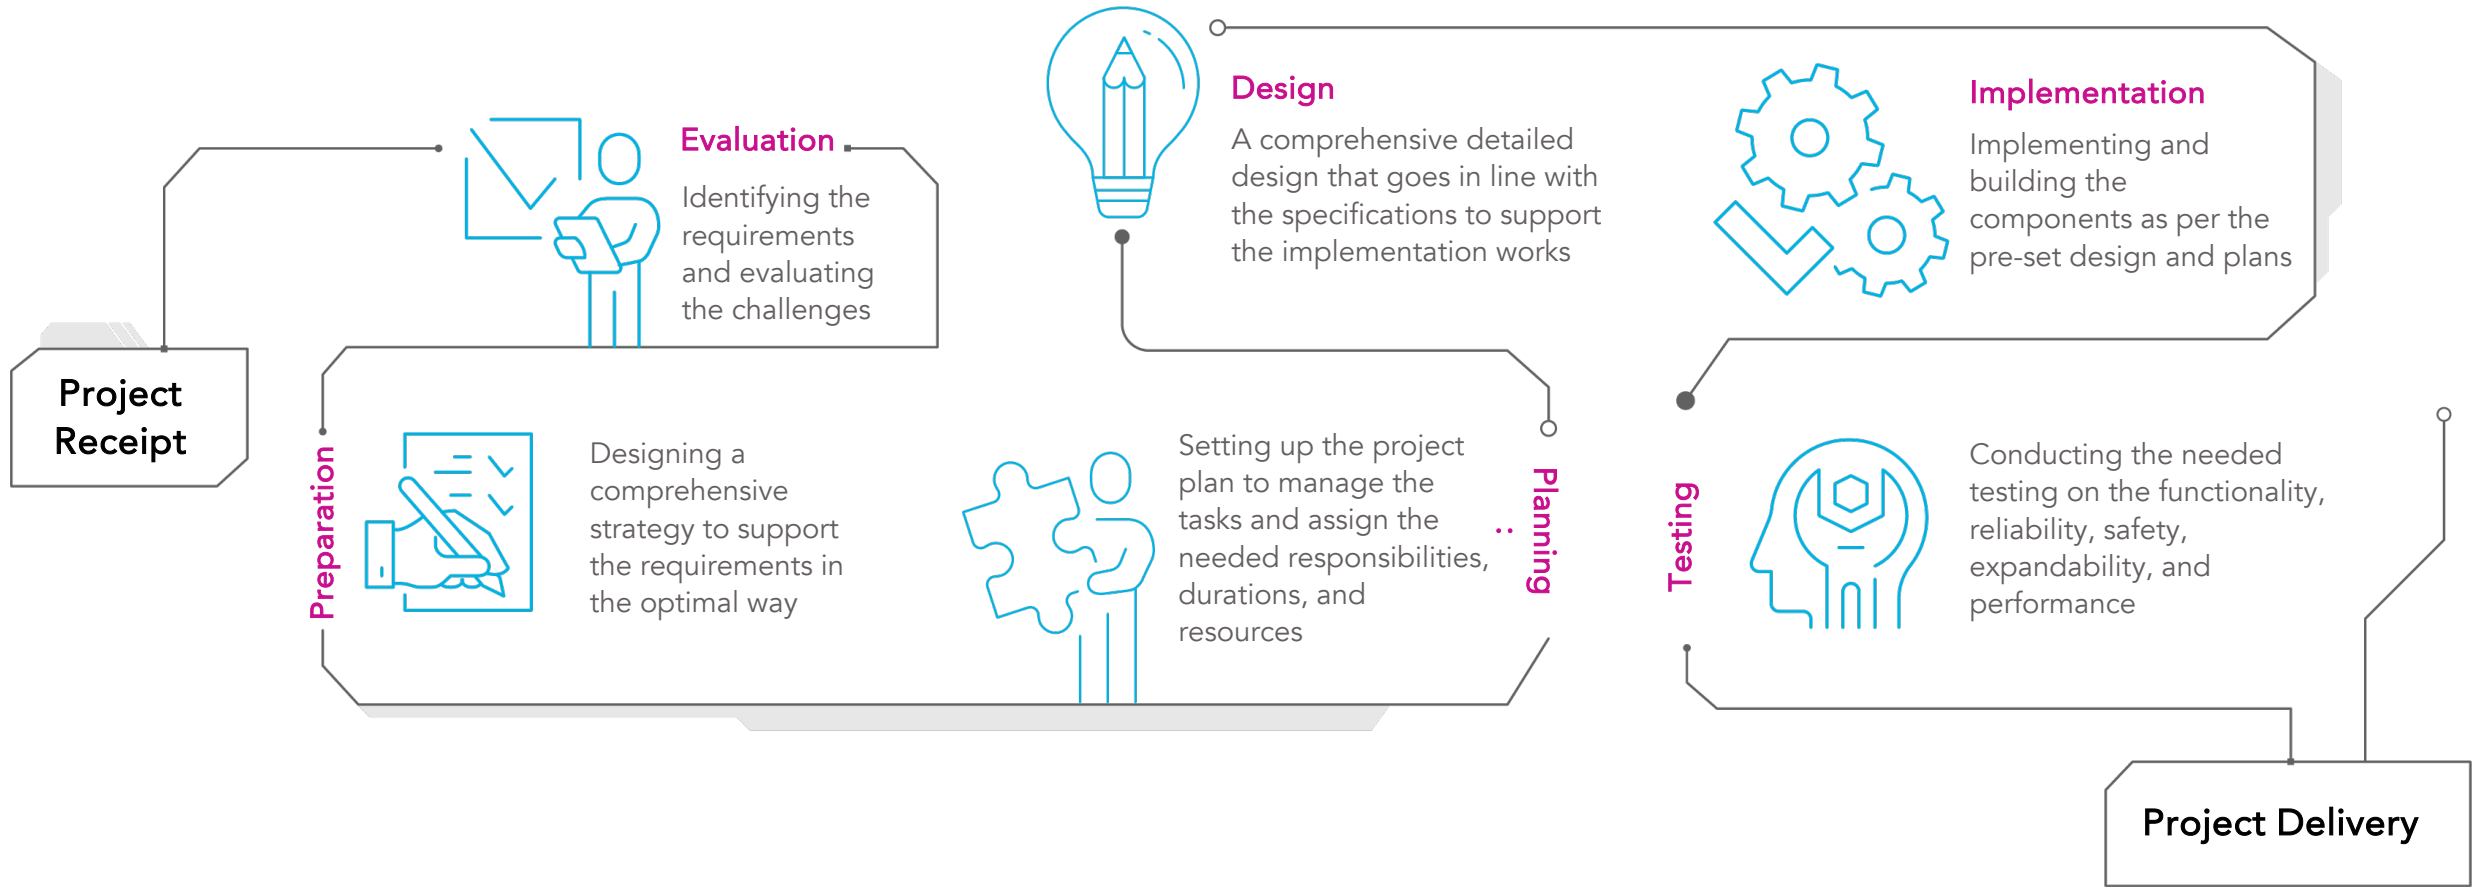 Project
Receipt
Evaluation
Identifying the
requirements
and evaluating
the challenges
Preparation
Designing a
comprehensive
strategy to support
the requirements in
the optimal way
Setting up the project
plan to manage the
tasks and assign the
needed responsibilities,
durations, and
resources
Planning
Design
A comprehensive detailed
design that goes in line with
the specifications to support
the implementation works
Implementation
Implementing and
building the
components as per the
pre-set design and plans
Testing
Conducting the needed
testing on the functionality,
reliability, safety,
expandability, and
performance
Project Delivery